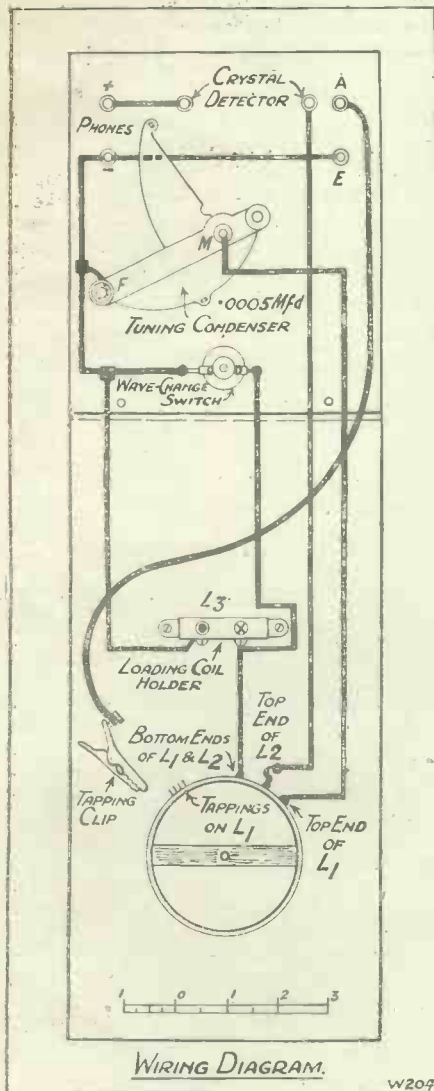 CRYSTAL
DETECTOR
A
+
PHONES
-
E
M
F
.0005 Mfd
TUNING CONDENSER
WAVE-CHANGE
SWITCH
L3
LOADING COIL
HOLDER
TOP
END
OF
L2
BOTTOM ENDS
OF L1 & L2
TAPPING
CLIP
TAPPINGS
ON L1
TOP END
OF
L1
1 0 1 2 3
WIRING DIAGRAM.